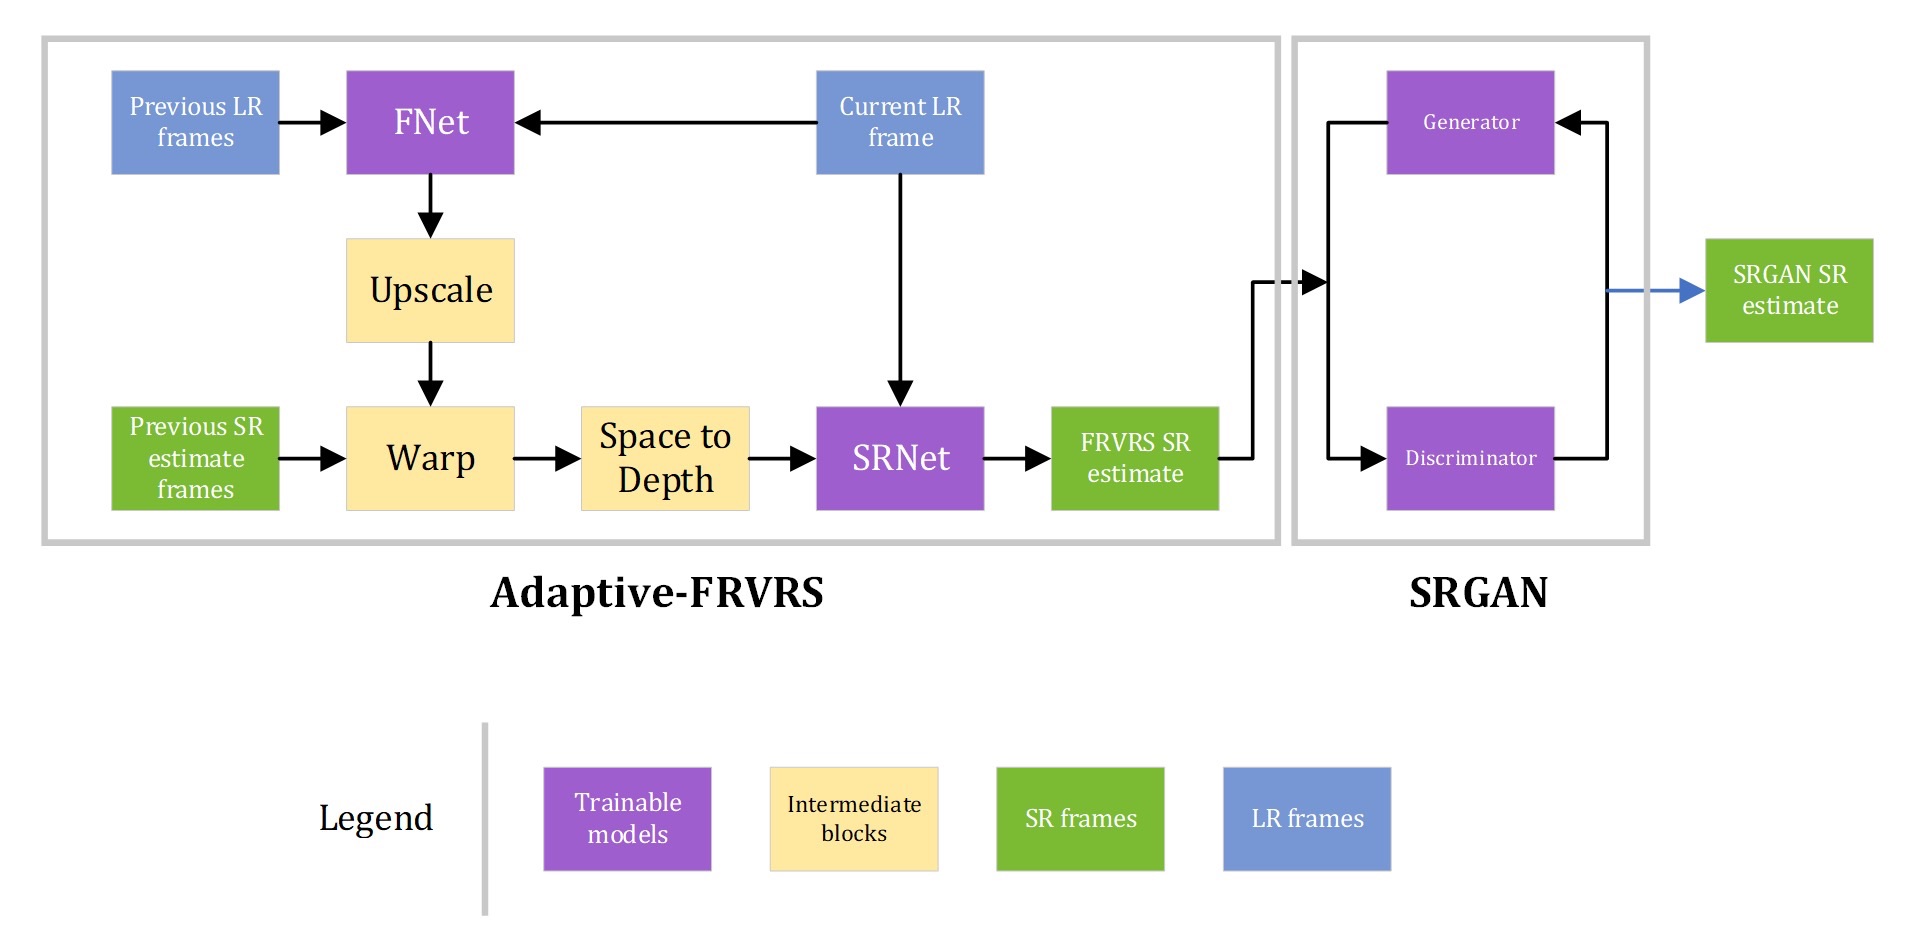 Previous LR
frames
FNet
Current LR
frame
Generator
Upscale
SRGAN SR
estimate
Previous SR
estimate
frames
Warp
Space to
Depth
SRNet
FRVRS SR
estimate
Discriminator
Adaptive-FRVRS
SRGAN
Legend
Trainable
models
Intermediate
blocks
SR frames
LR frames